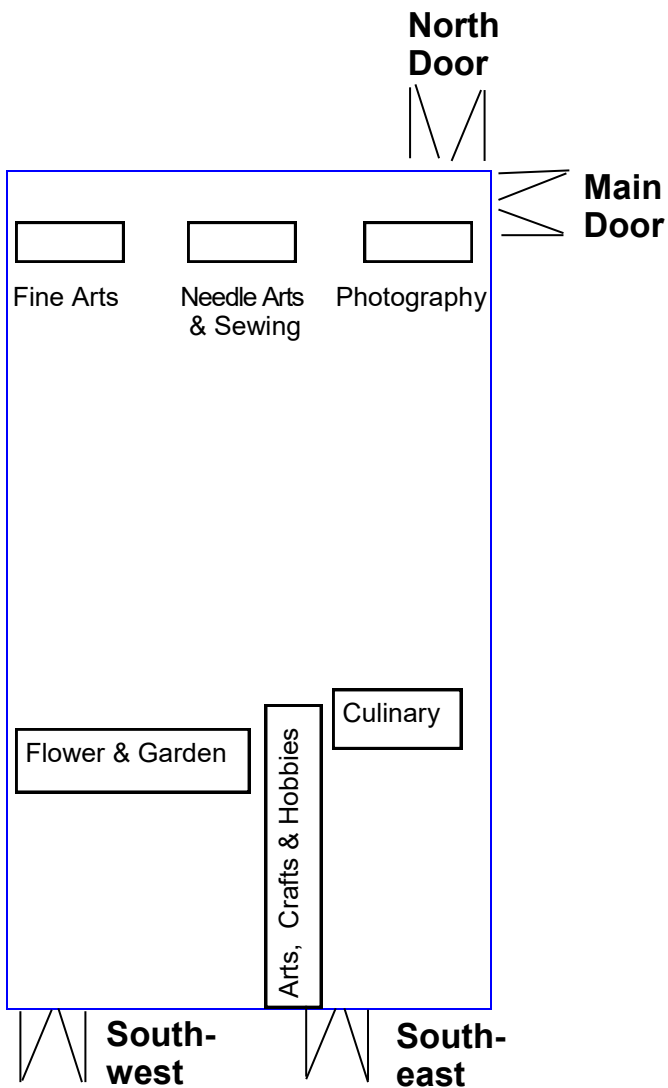 North
Door
Main
Door
Fine Arts
Needle Arts
& Sewing
Photography
Culinary
Flower & Garden
Arts, Crafts & Hobbies
South-
west
South-
east